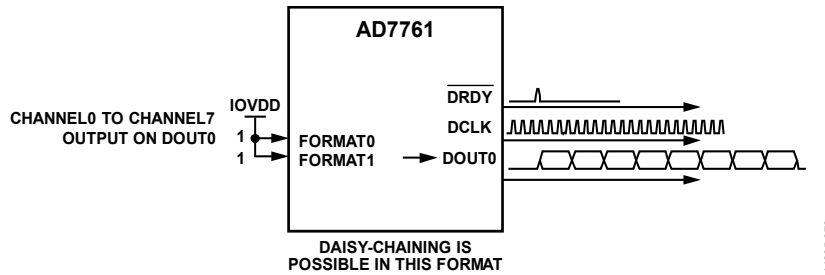 AD7761
CHANNEL0 TO CHANNEL7
OUTPUT ON DOUT0
IOVDD
1
1
FORMAT0
FORMAT1
DRDY
DCLK
DOUT0
DAISY-CHAINING IS
POSSIBLE IN THIS FORMAT